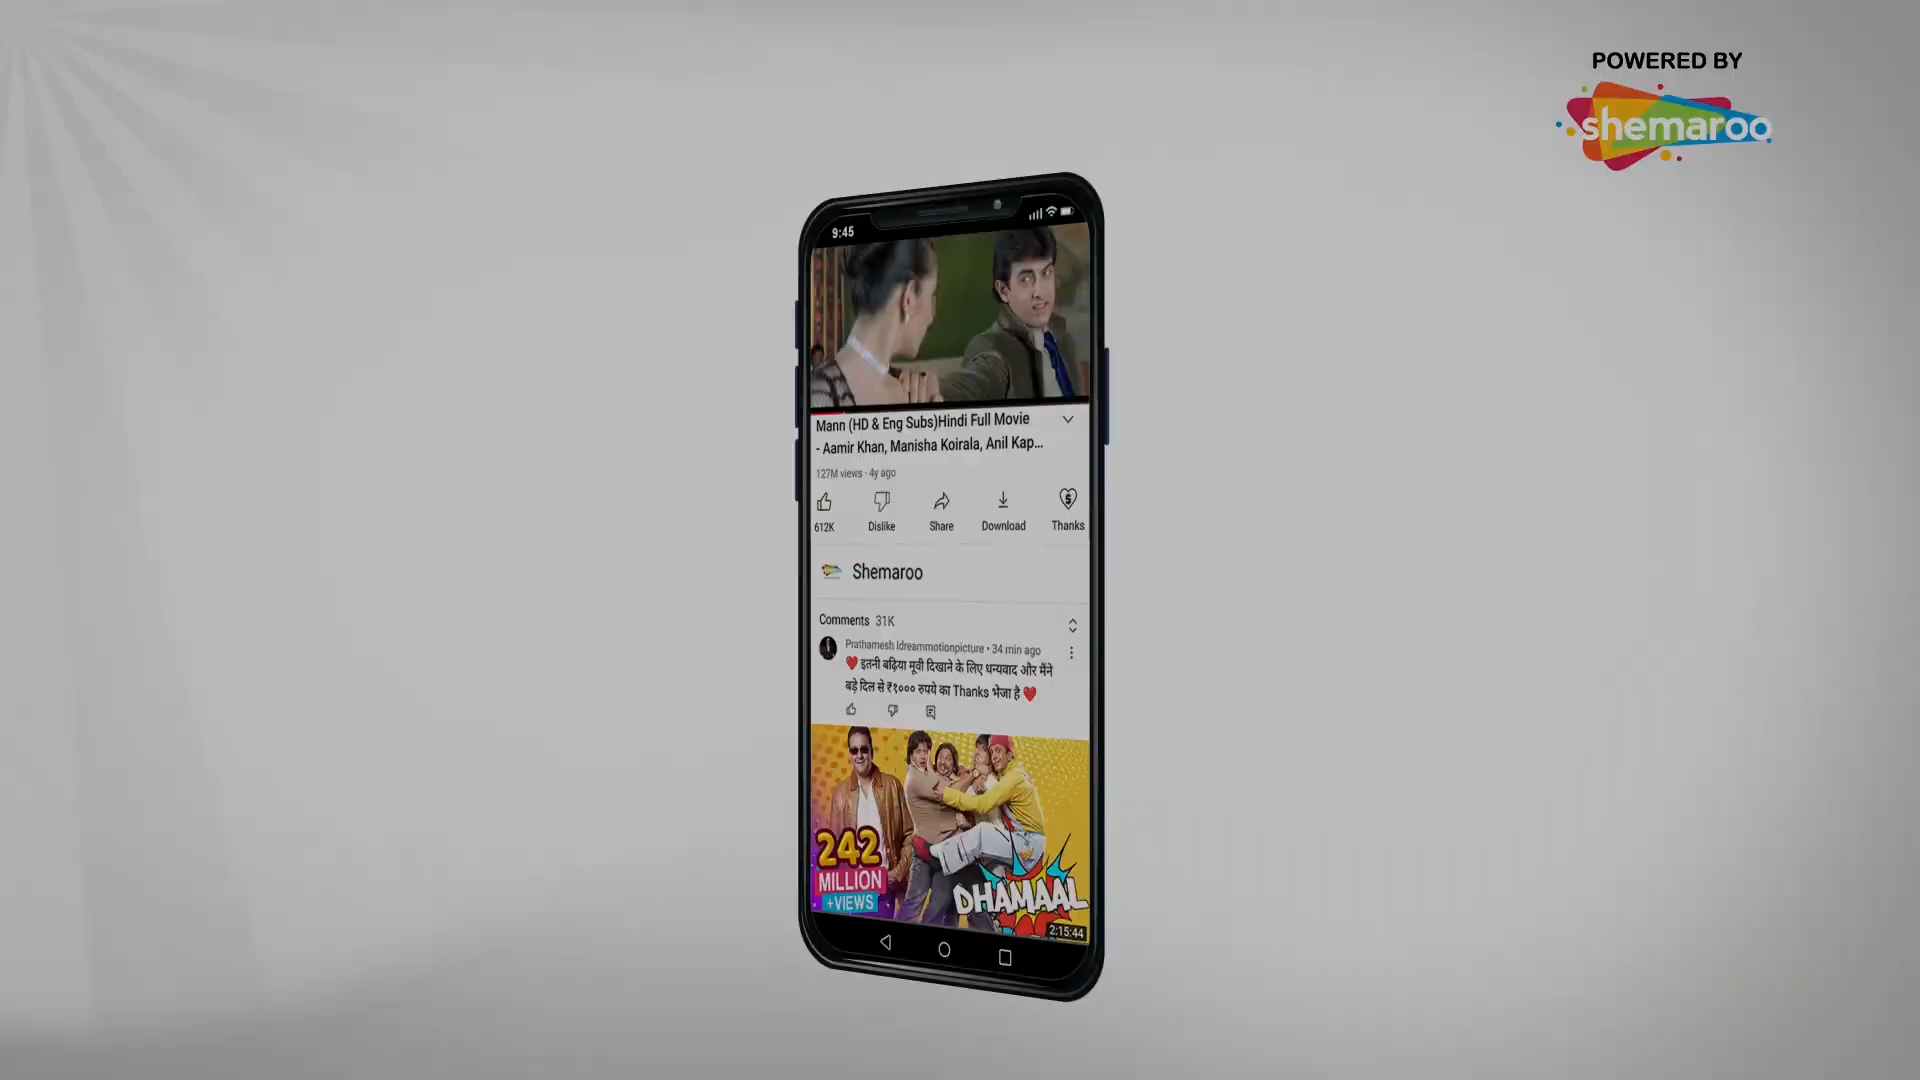 POWERED BY
shemaroo
9:45
Mann (HD & Eng Subs)Hindi Full Movie
- Aamir Khan, Manisha Koirala, Anil Kap...
127M views · 4y ago
612K
Dislike
Share
Download
Thanks
Shemaroo
Comments 31K
Prathamesh Idreammotionpicture • 34 min ago
❤️ इतनी बढ़िया मूवी दिखाने के लिए धन्यवाद और मैंने
बड़े दिल से ₹१००० रुपये का Thanks भेजा है ❤️
242
MILLION
+VIEWS
DHAMAAL
2:15:44